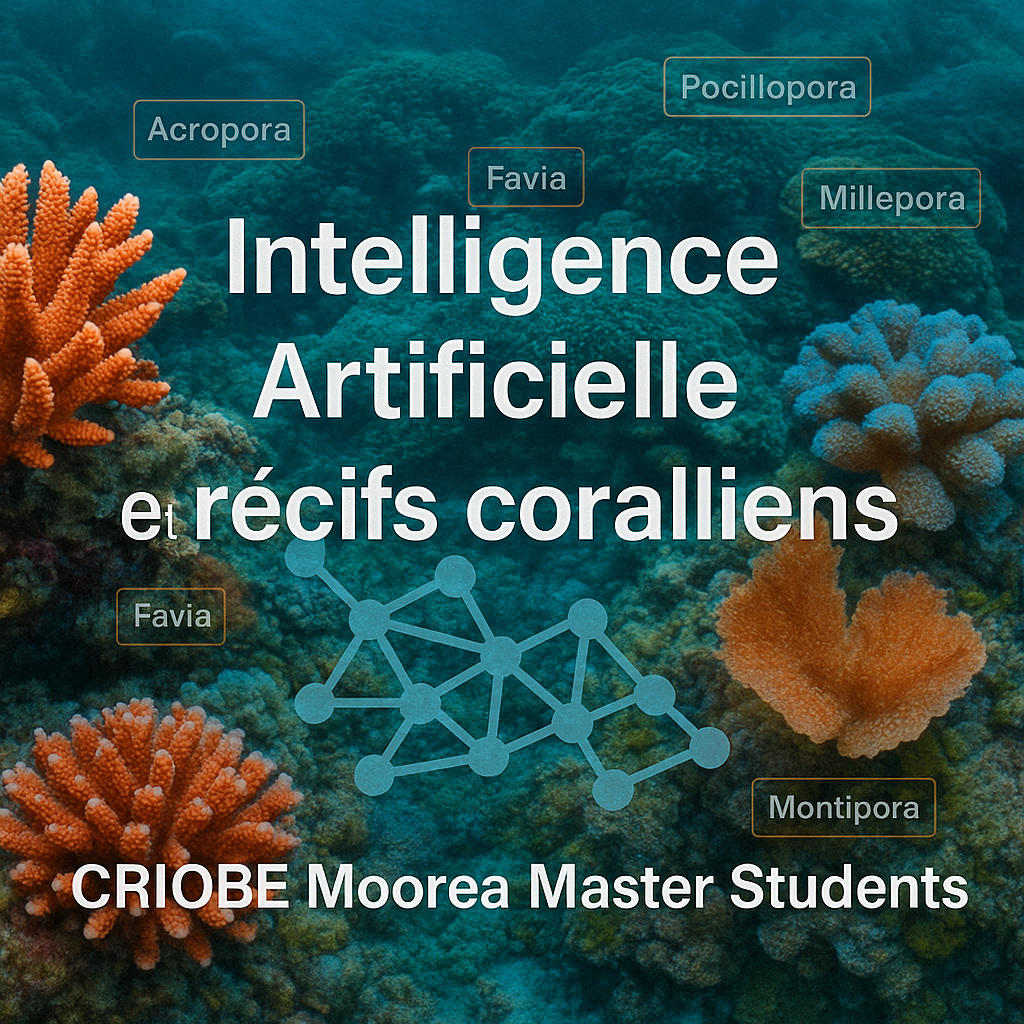 Pocillopora
Acropora
Favia
Millepora
Intelligence
Artificielle
et récifs coralliens
Favia
Montipora
CRIOBE Moorea Master Students